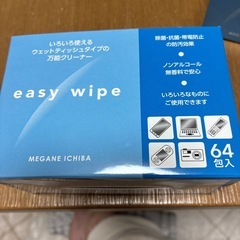 いろいろ使える
ウェットティッシュタイプの
万能クリーナー
easy wipe
MEGANE ICHIBA
除菌・抗菌・帯電防止
の防汚効果
ノンアルコール
無香料で安心
いろいろなものに
ご使用できます
64
包入